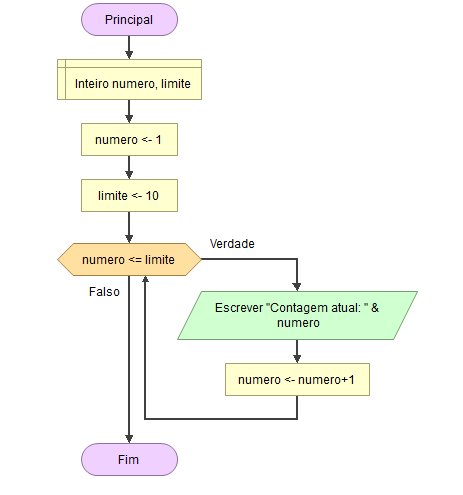 Principal
Inteiro numero, limite
numero <- 1
limite <- 10
numero <= limite
Verdade
Falso
Escrever "Contagem atual: " &
numero
numero <- numero+1
Fim